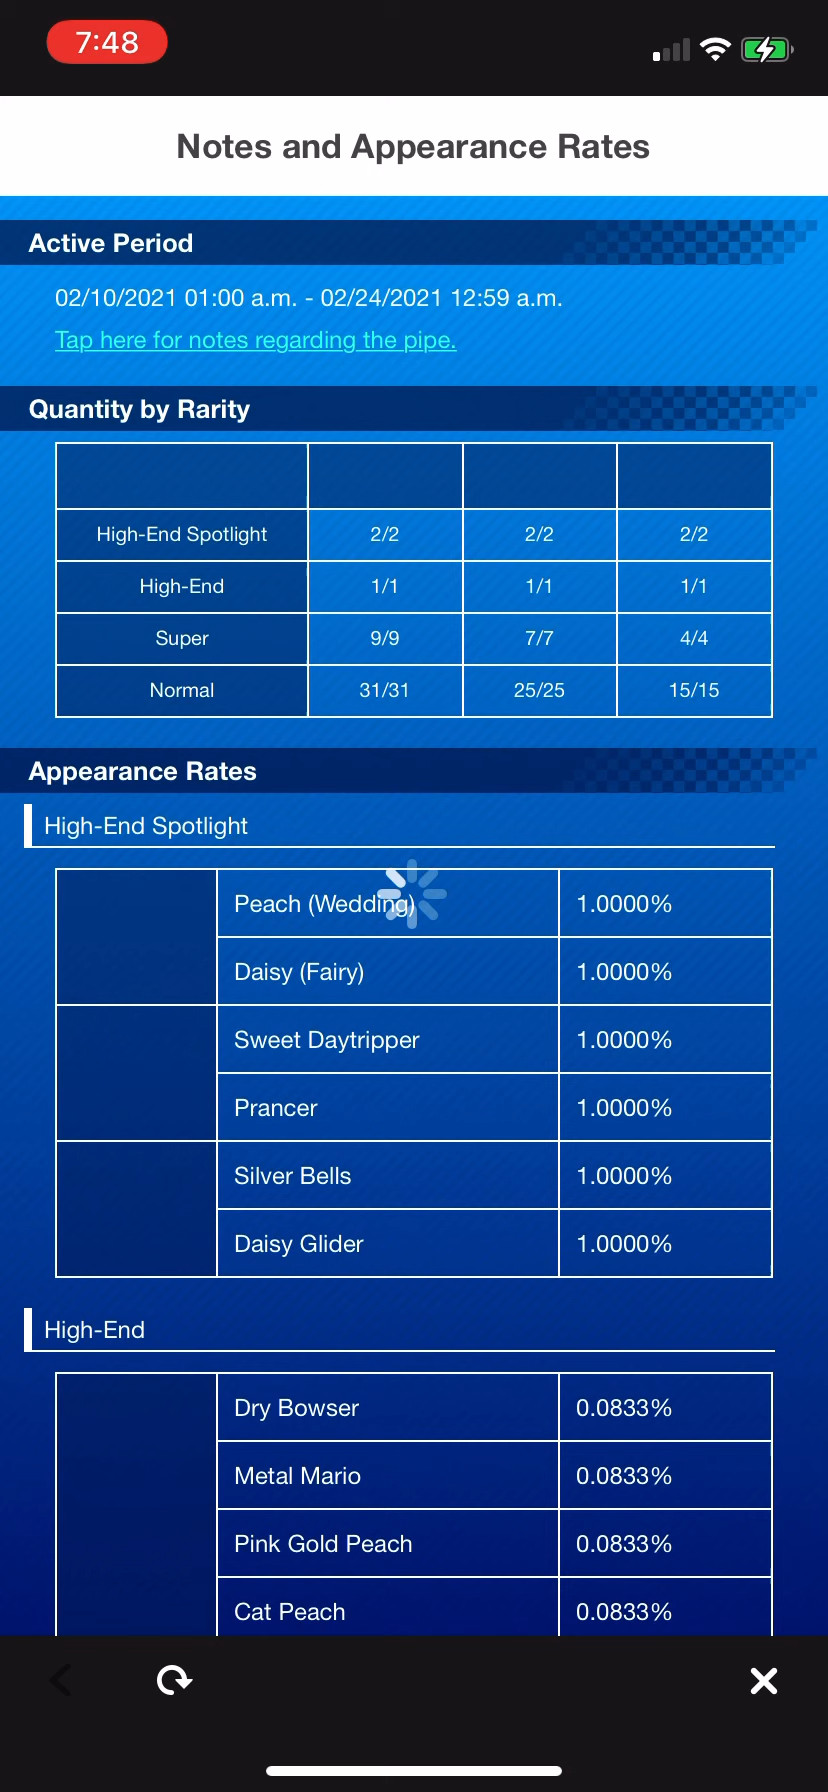 7:48
Notes and Appearance Rates
Active Period
02/10/2021 01:00 a.m. - 02/24/2021 12:59 a.m.
Tap here for notes regarding the pipe.
Quantity by Rarity
High-End Spotlight 2/2 2/2 2/2
High-End 1/1 1/1 1/1
Super 9/9 7/7 4/4
Normal 31/31 25/25 15/15
Appearance Rates
High-End Spotlight
Peach (Wedding) 1.0000%
Daisy (Fairy) 1.0000%
Sweet Daytripper 1.0000%
Prancer 1.0000%
Silver Bells 1.0000%
Daisy Glider 1.0000%
High-End
Dry Bowser 0.0833%
Metal Mario 0.0833%
Pink Gold Peach 0.0833%
Cat Peach 0.0833%